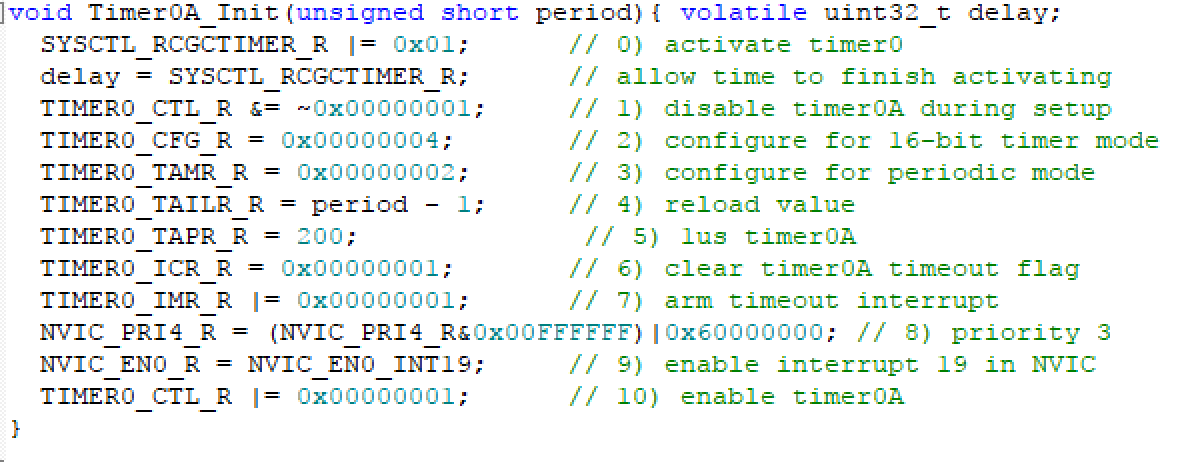 void Timer0A_Init(unsigned short period){ volatile uint32_t delay;
  SYSCTL_RCGCTIMER_R |= 0x01;      // 0) activate timer0
  delay = SYSCTL_RCGCTIMER_R;      // allow time to finish activating
  TIMER0_CTL_R &= ~0x00000001;     // 1) disable timer0A during setup
  TIMER0_CFG_R = 0x00000004;       // 2) configure for 16-bit timer mode
  TIMER0_TAMR_R = 0x00000002;      // 3) configure for periodic mode
  TIMER0_TAILR_R = period - 1;     // 4) reload value
  TIMER0_TAPR_R = 200;              // 5) 1us timer0A
  TIMER0_ICR_R = 0x00000001;       // 6) clear timer0A timeout flag
  TIMER0_IMR_R |= 0x00000001;      // 7) arm timeout interrupt
  NVIC_PRI4_R = (NVIC_PRI4_R&0x00FFFFFF)|0x60000000; // 8) priority 3
  NVIC_EN0_R = NVIC_EN0_INT19;     // 9) enable interrupt 19 in NVIC
  TIMER0_CTL_R |= 0x00000001;      // 10) enable timer0A
}